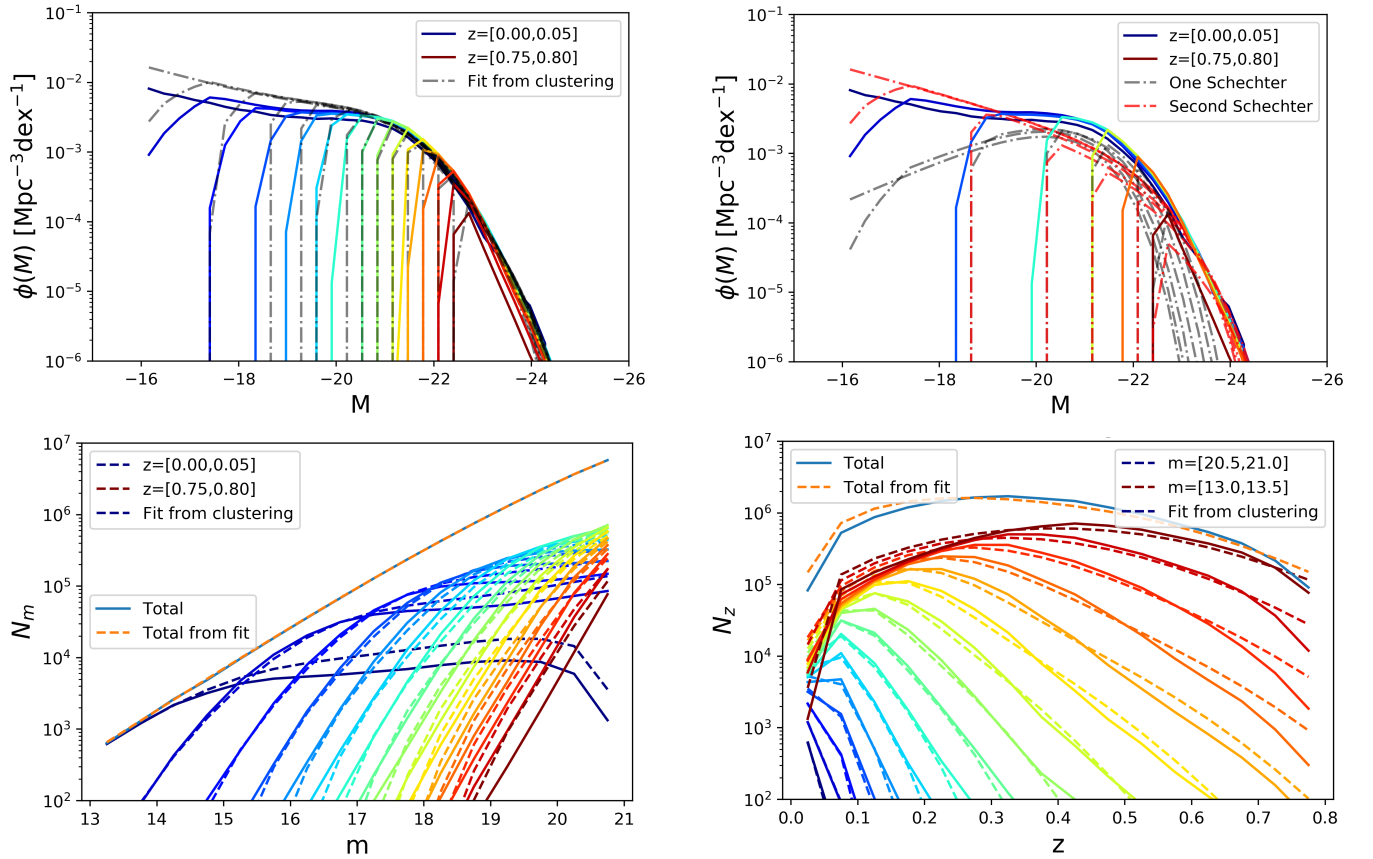 10⁻¹
10⁻²
10⁻³
10⁻⁴
10⁻⁵
10⁻⁶
ϕ(M) [Mpc⁻³dex⁻¹]
z=[0.00,0.05]
z=[0.75,0.80]
Fit from clustering
−16
−18
−20
−22
−24
−26
M
10⁻¹
10⁻²
10⁻³
10⁻⁴
10⁻⁵
10⁻⁶
ϕ(M) [Mpc⁻³dex⁻¹]
z=[0.00,0.05]
z=[0.75,0.80]
One Schechter
Second Schechter
−16
−18
−20
−22
−24
−26
M
10⁷
10⁶
10⁵
10⁴
10³
10²
Nₘ
z=[0.00,0.05]
z=[0.75,0.80]
Fit from clustering
Total
Total from fit
13
14
15
16
17
18
19
20
21
m
10⁷
10⁶
10⁵
10⁴
10³
10²
N_z
Total
Total from fit
m=[20.5,21.0]
m=[13.0,13.5]
Fit from clustering
0.0
0.1
0.2
0.3
0.4
0.5
0.6
0.7
0.8
z